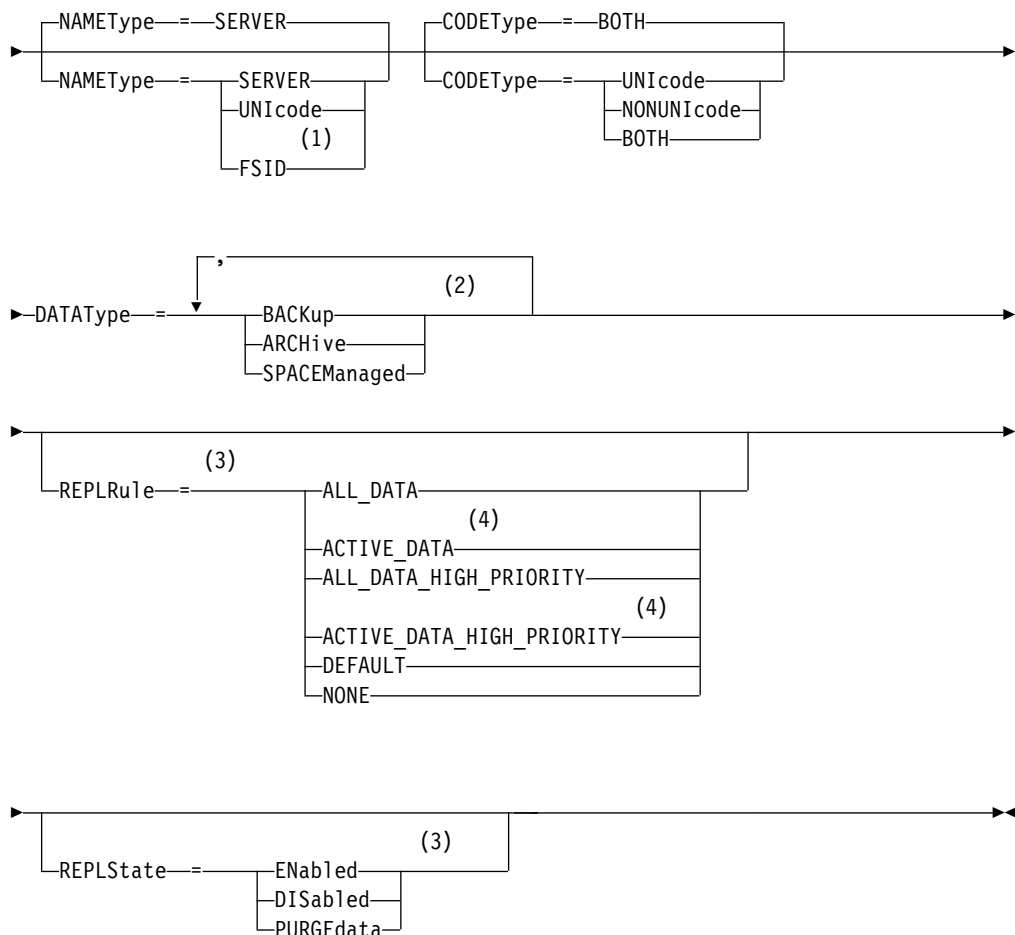 NAMEType = SERVER CODEType = BOTH
NAMEType = SERVER CODEType = UNIcode
UNIcode NONUNIcode
(1) BOTH
FSID
,
(2)
DATAType = BACKup
ARCHive
SPACEManaged
(3)
REPLRule = ALL_DATA
(4)
ACTIVE_DATA
ALL_DATA_HIGH_PRIORITY
(4)
ACTIVE_DATA_HIGH_PRIORITY
DEFAULT
NONE
(3)
REPLState = ENabled
DISabled
PURGEdata